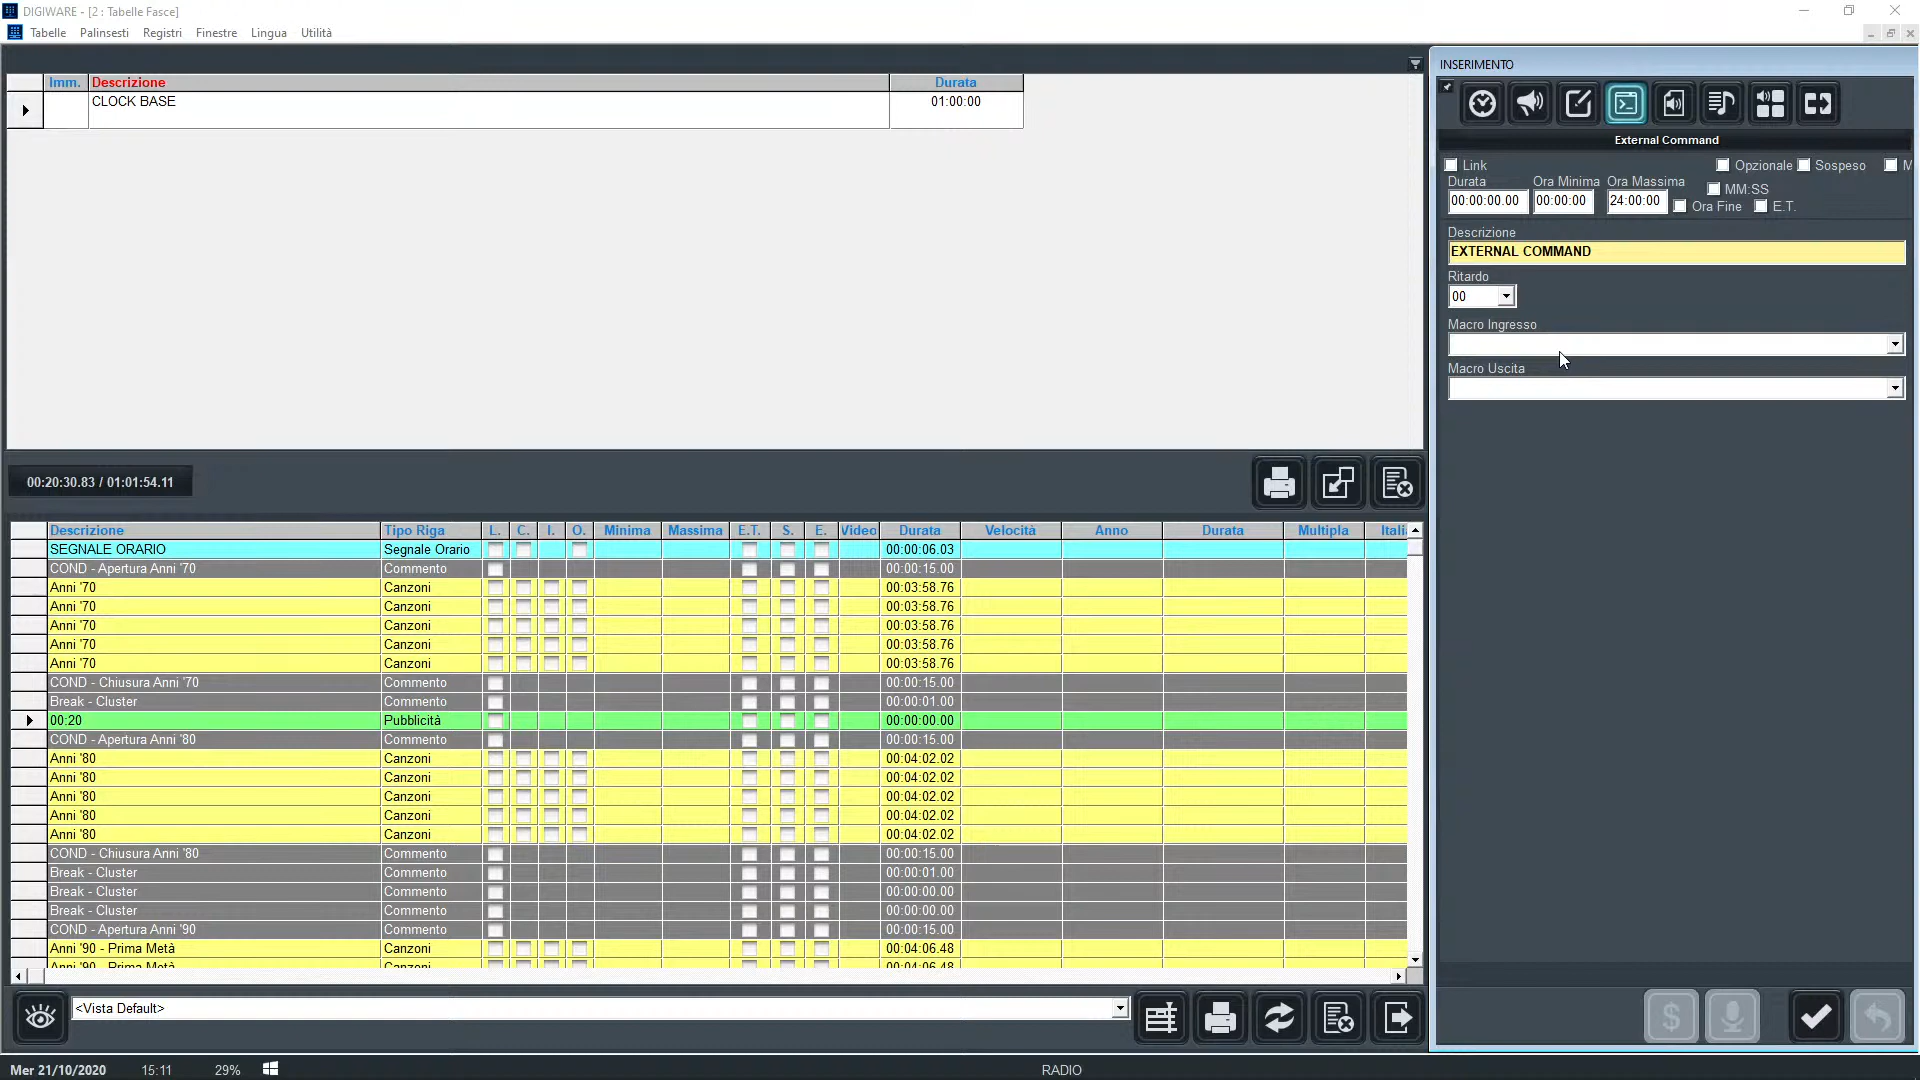 DIGIWARE - [2 : Tabelle Fasce]
Tabelle Palinsesti Registri Finestre Lingua Utilità
Imm. Descrizione Durata
CLOCK BASE 01:00:00
00:20:30.83 / 01:01:54.11
Descrizione Tipo Riga L. C. I. O. Minima Massima E.T. S. E. Video Durata Velocità Anno Durata Multipla Itali
SEGNALE ORARIO Segnale Orario 00:00:06.03
COND - Apertura Anni '70 Commento 00:00:15.00
Anni '70 Canzoni 00:03:58.76
Anni '70 Canzoni 00:03:58.76
Anni '70 Canzoni 00:03:58.76
Anni '70 Canzoni 00:03:58.76
Anni '70 Canzoni 00:03:58.76
COND - Chiusura Anni '70 Commento 00:00:15.00
Break - Cluster Commento 00:00:01.00
00:20 Pubblicità 00:00:00.00
COND - Apertura Anni '80 Commento 00:00:15.00
Anni '80 Canzoni 00:04:02.02
Anni '80 Canzoni 00:04:02.02
Anni '80 Canzoni 00:04:02.02
Anni '80 Canzoni 00:04:02.02
Anni '80 Canzoni 00:04:02.02
COND - Chiusura Anni '80 Commento 00:00:15.00
Break - Cluster Commento 00:00:01.00
Break - Cluster Commento 00:00:00.00
Break - Cluster Commento 00:00:00.00
COND - Apertura Anni '90 Commento 00:00:15.00
Anni '90 - Prima Metà Canzoni 00:04:06.48
Anni '90 - Prima Metà Canzoni 00:04:06.48
<Vista Default>
INSERIMENTO
External Command
Link Opzionale Sospeso M
Durata Ora Minima Ora Massima MM:SS
00:00:00.00 00:00:00 24:00:00 Ora Fine E.T.
Descrizione
EXTERNAL COMMAND
Ritardo
00
Macro Ingresso
Macro Uscita
$
Mer 21/10/2020 15:11 29% RADIO